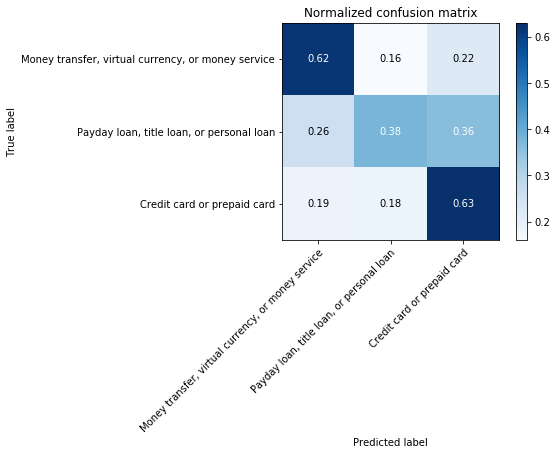 Normalized confusion matrix
True label
Money transfer, virtual currency, or money service
0.62 0.16 0.22
Payday loan, title loan, or personal loan
0.26 0.38 0.36
Credit card or prepaid card
0.19 0.18 0.63
0.6
0.5
0.4
0.3
0.2
Money transfer, virtual currency, or money service
Payday loan, title loan, or personal loan
Credit card or prepaid card
Predicted label